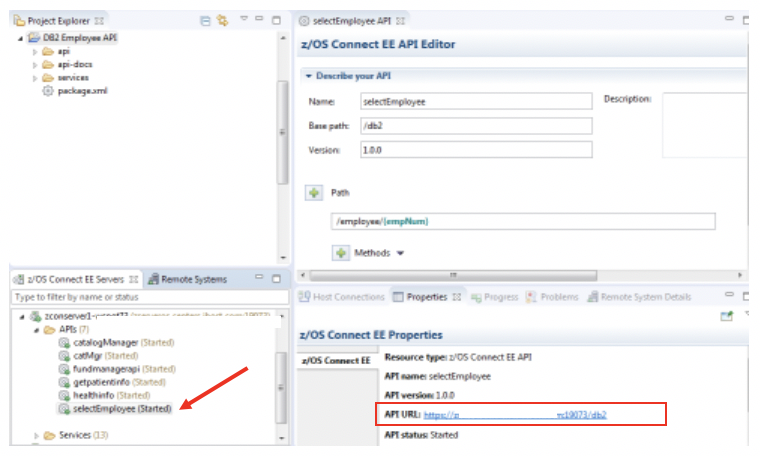 Project Explorer
DB2 Employee API
api
api-docs
services
package.xml
selectEmployee API
z/OS Connect EE API Editor
Describe your API
Name: selectEmployee
Description:
Base path: /db2
Version: 1.0.0
Path
/employee/{empNum}
Methods
z/OS Connect EE Servers
Remote Systems
Type to filter by name or status
APIs (7)
catalogManager (Started)
catMgr (Started)
fundmanagerapi (Started)
getpatientinfo (Started)
healthinfo (Started)
selectEmployee (Started)
Services (13)
Host Connections Properties Progress Problems Remote System Details
z/OS Connect EE Properties
z/OS Connect EE
Resource type: z/OS Connect EE API
API name: selectEmployee
API version: 1.0.0
API URL: https://
:19073/db2
API status: Started